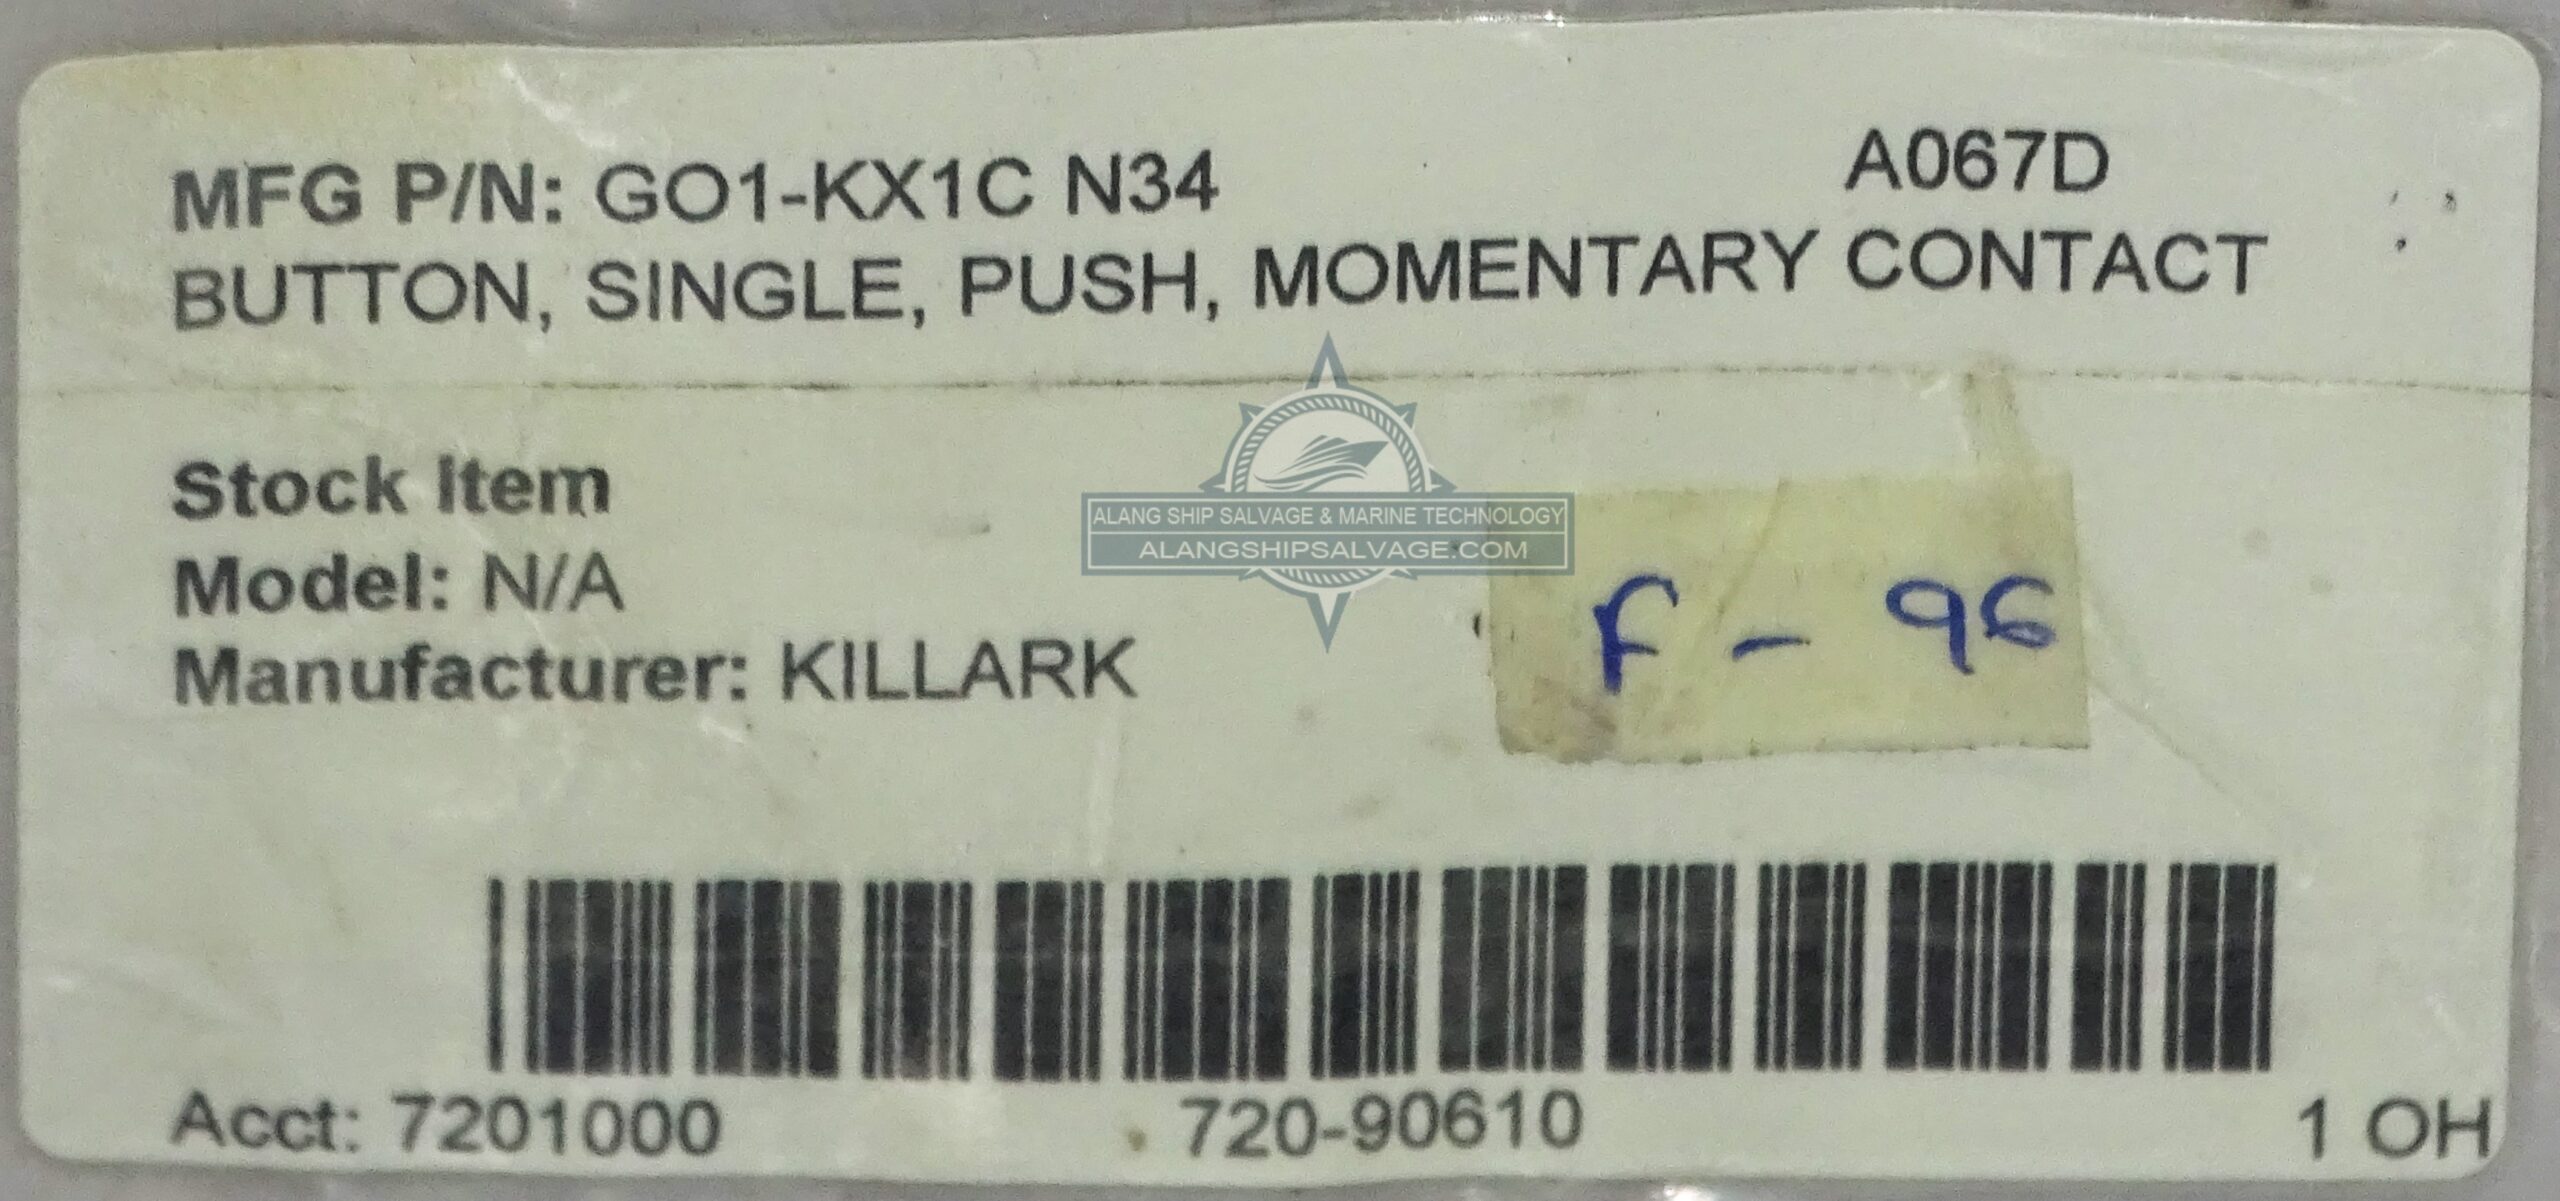 MFG P/N: GO1-KX1C N34 A067D
BUTTON, SINGLE, PUSH, MOMENTARY CONTACT
Stock Item
Model: N/A
Manufacturer: KILLARK
ALANG SHIP SALVAGE & MARINE TECHNOLOGY
ALANGSHIPSALVAGE.COM
F - 96
Acct: 7201000 720-90610 1 OH